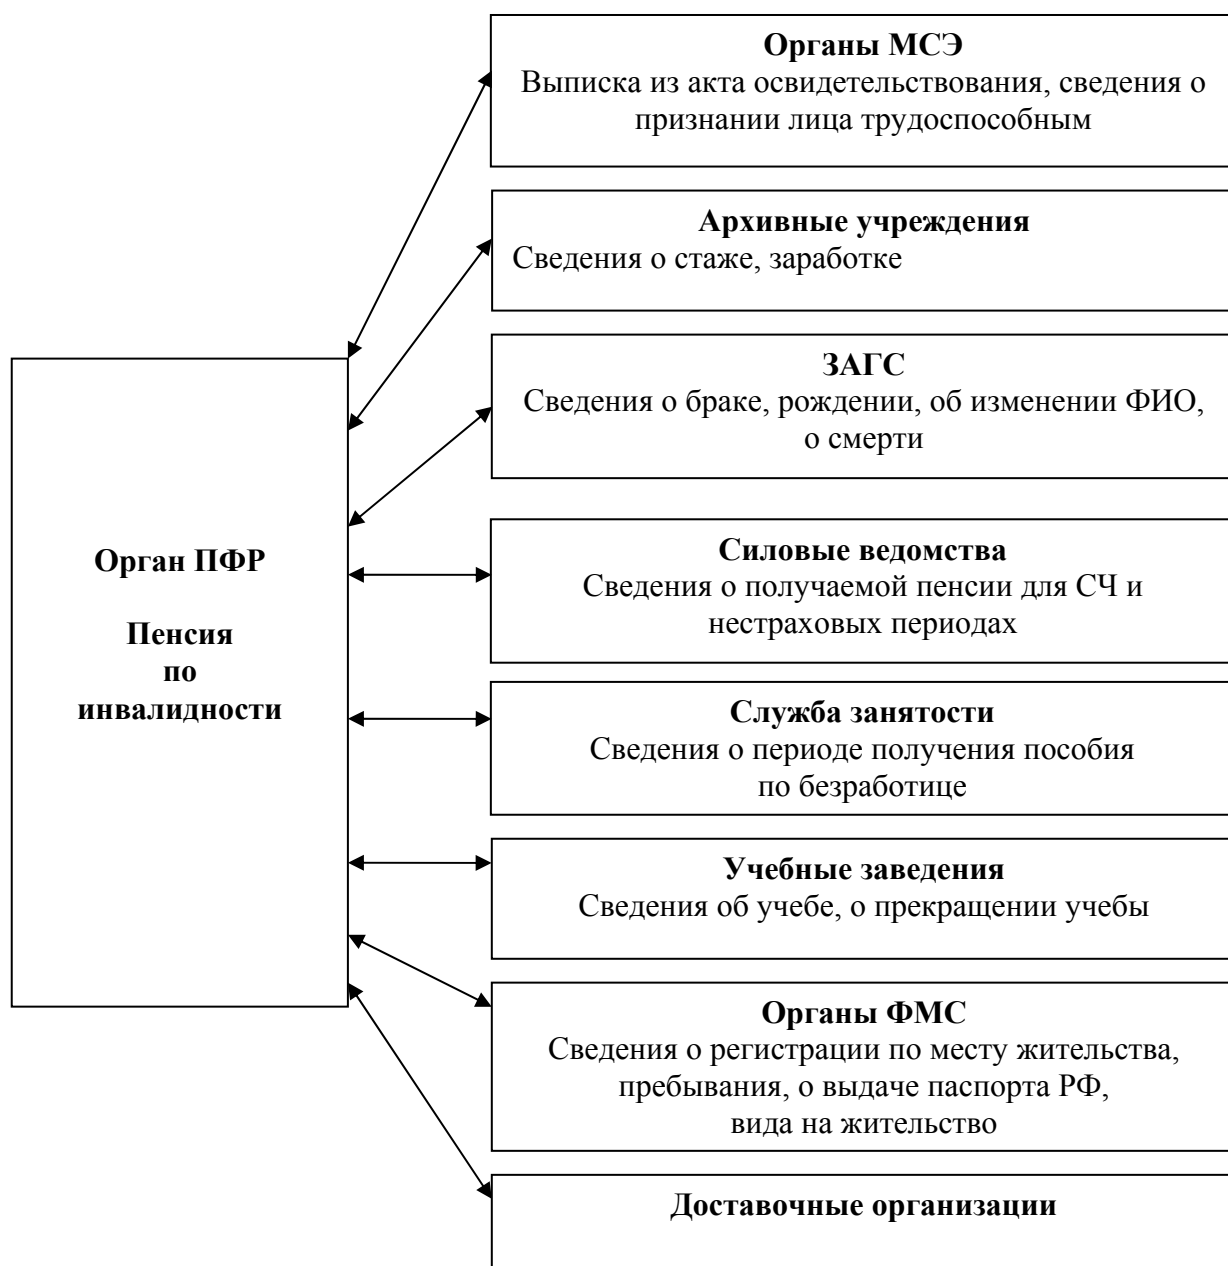 Органы МСЭ
Выписка из акта освидетельствования, сведения о
признании лица трудоспособным
Архивные учреждения
Сведения о стаже, заработке
ЗАГС
Сведения о браке, рождении, об изменении ФИО,
о смерти
Орган ПФР
Пенсия
по
инвалидности
Силовые ведомства
Сведения о получаемой пенсии для СЧ и
нестраховых периодах
Служба занятости
Сведения о периоде получения пособия
по безработице
Учебные заведения
Сведения об учебе, о прекращении учебы
Органы ФМС
Сведения о регистрации по месту жительства,
пребывания, о выдаче паспорта РФ,
вида на жительство
Доставочные организации